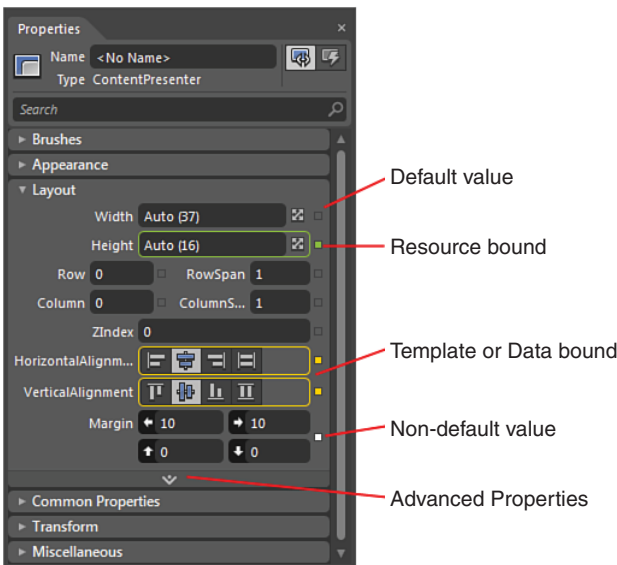 Properties
Name <No Name>
Type ContentPresenter
Search
Brushes
Appearance
Layout
Width Auto (37)
Height Auto (16)
Row 0 RowSpan 1
Column 0 ColumnS... 1
ZIndex 0
HorizontalAlignm...
VerticalAlignment
Margin 10 10
0 0
Common Properties
Transform
Miscellaneous
Default value
Resource bound
Template or Data bound
Non-default value
Advanced Properties